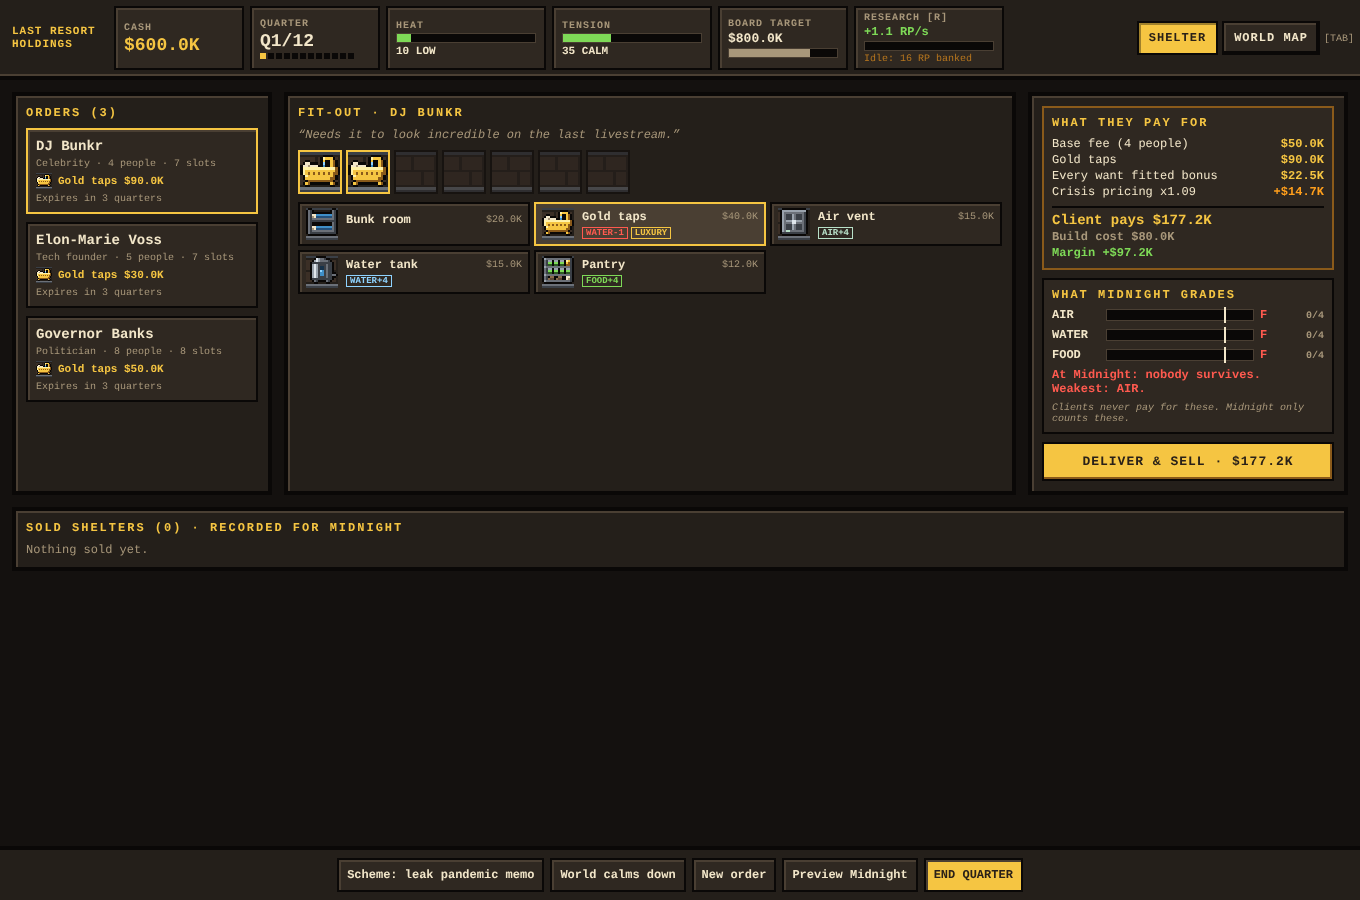 LAST RESORT
HOLDINGS
CASH
$600.0K
QUARTER
Q1/12
HEAT
10 LOW
TENSION
35 CALM
BOARD TARGET
$800.0K
RESEARCH [R]
+1.1 RP/s
Idle: 16 RP banked
SHELTER
WORLD MAP
[TAB]
ORDERS (3)
DJ Bunkr
Celebrity · 4 people · 7 slots
Gold taps $90.0K
Expires in 3 quarters
Elon-Marie Voss
Tech founder · 5 people · 7 slots
Gold taps $30.0K
Expires in 3 quarters
Governor Banks
Politician · 8 people · 8 slots
Gold taps $50.0K
Expires in 3 quarters
FIT-OUT · DJ BUNKR
“Needs it to look incredible on the last livestream.”
Bunk room $20.0K
Gold taps $40.0K
WATER-1 LUXURY
Air vent $15.0K
AIR+4
Water tank $15.0K
WATER+4
Pantry $12.0K
FOOD+4
WHAT THEY PAY FOR
Base fee (4 people) $50.0K
Gold taps $90.0K
Every want fitted bonus $22.5K
Crisis pricing x1.09 +$14.7K
Client pays $177.2K
Build cost $80.0K
Margin +$97.2K
WHAT MIDNIGHT GRADES
AIR F 0/4
WATER F 0/4
FOOD F 0/4
At Midnight: nobody survives.
Weakest: AIR.
Clients never pay for these. Midnight only
counts these.
DELIVER & SELL · $177.2K
SOLD SHELTERS (0) · RECORDED FOR MIDNIGHT
Nothing sold yet.
Scheme: leak pandemic memo
World calms down
New order
Preview Midnight
END QUARTER